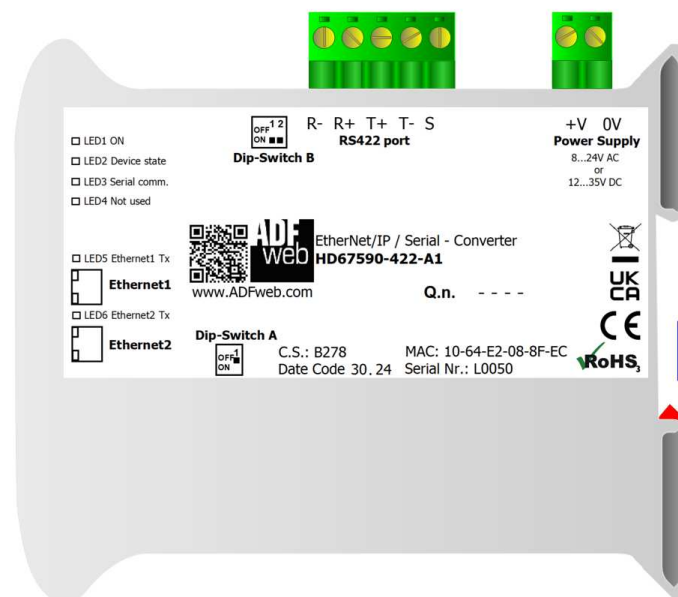 R- R+ T+ T- S
RS422 port
+V 0V
Power Supply
8...24V AC
or
12...35V DC
OFF 1 2
ON
Dip-Switch B
LED1 ON
LED2 Device state
LED3 Serial comm.
LED4 Not used
ADF
web
www.ADFweb.com
EtherNet/IP / Serial - Converter
HD67590-422-A1
Q.n. - - - -
LED5 Ethernet1 Tx
Ethernet1
LED6 Ethernet2 Tx
Ethernet2
Dip-Switch A
OFF 1
ON
C.S.: B278
MAC: 10-64-E2-08-8F-EC
Date Code 30.24
Serial Nr.: L0050
UK
CA
CE
RoHS3